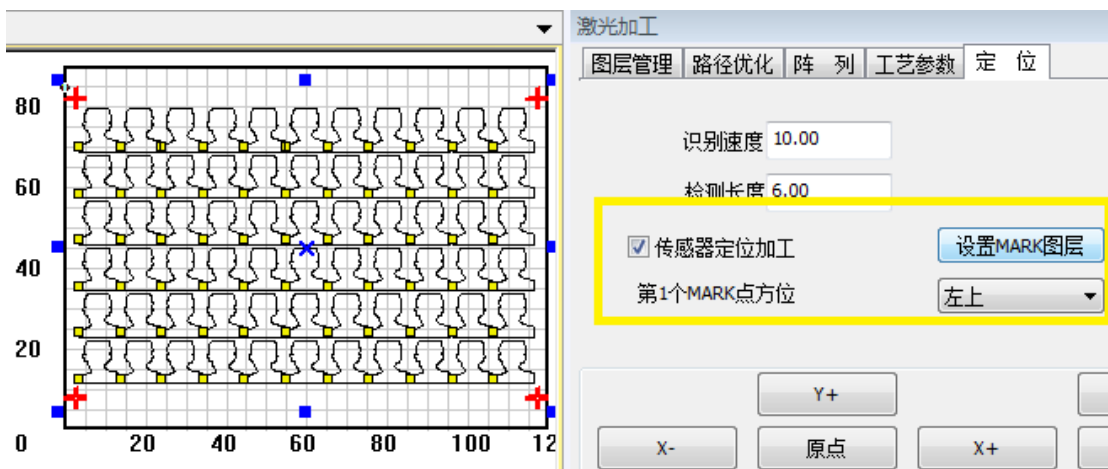 激光加工
图层管理 路径优化 阵 列 工艺参数 定 位
80
60
40
20
0 20 40 60 80 100 12
识别速度 10.00
检测长度 6.00
传感器定位加工 设置MARK图层
第1个MARK点方位 左上
Y+
X- 原点 X+